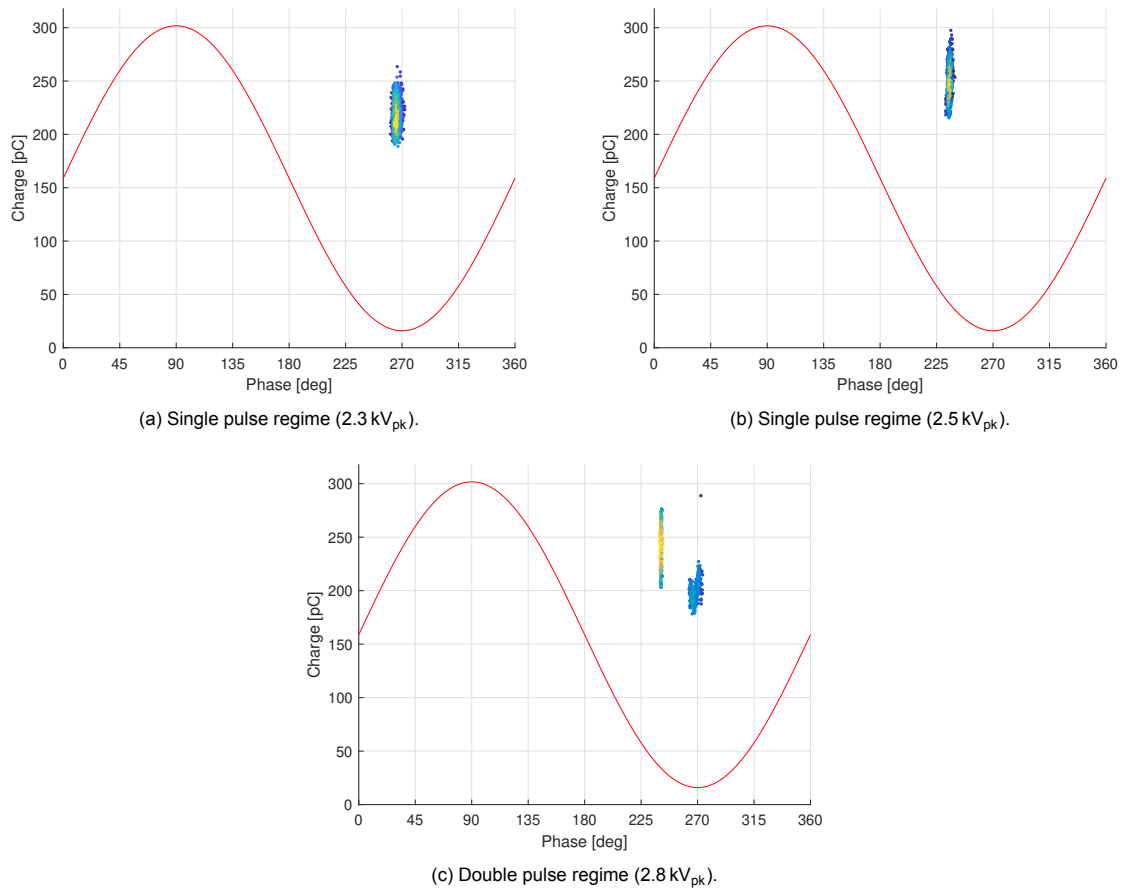 300
250
200
150
100
50
0
Charge [pC]
0 45 90 135 180 225 270 315 360
Phase [deg]
(a) Single pulse regime (2.3 kVpk).
300
250
200
150
100
50
0
Charge [pC]
0 45 90 135 180 225 270 315 360
Phase [deg]
(b) Single pulse regime (2.5 kVpk).
300
250
200
150
100
50
0
Charge [pC]
0 45 90 135 180 225 270 315 360
Phase [deg]
(c) Double pulse regime (2.8 kVpk).